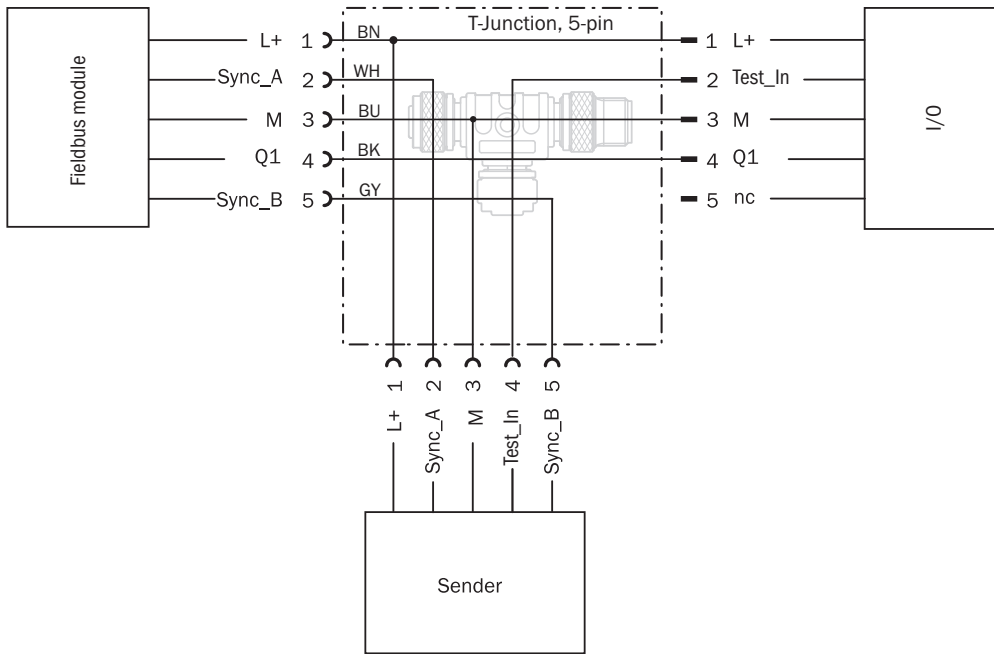 T-Junction, 5-pin
Fieldbus module
L+ 1 BN 1 L+
Sync_A 2 WH 2 Test_In
M 3 BU 3 M
Q1 4 BK 4 Q1
Sync_B 5 GY 5 nc
I/0
1 2 3 4 5
L+ Sync_A M Test_In Sync_B
Sender